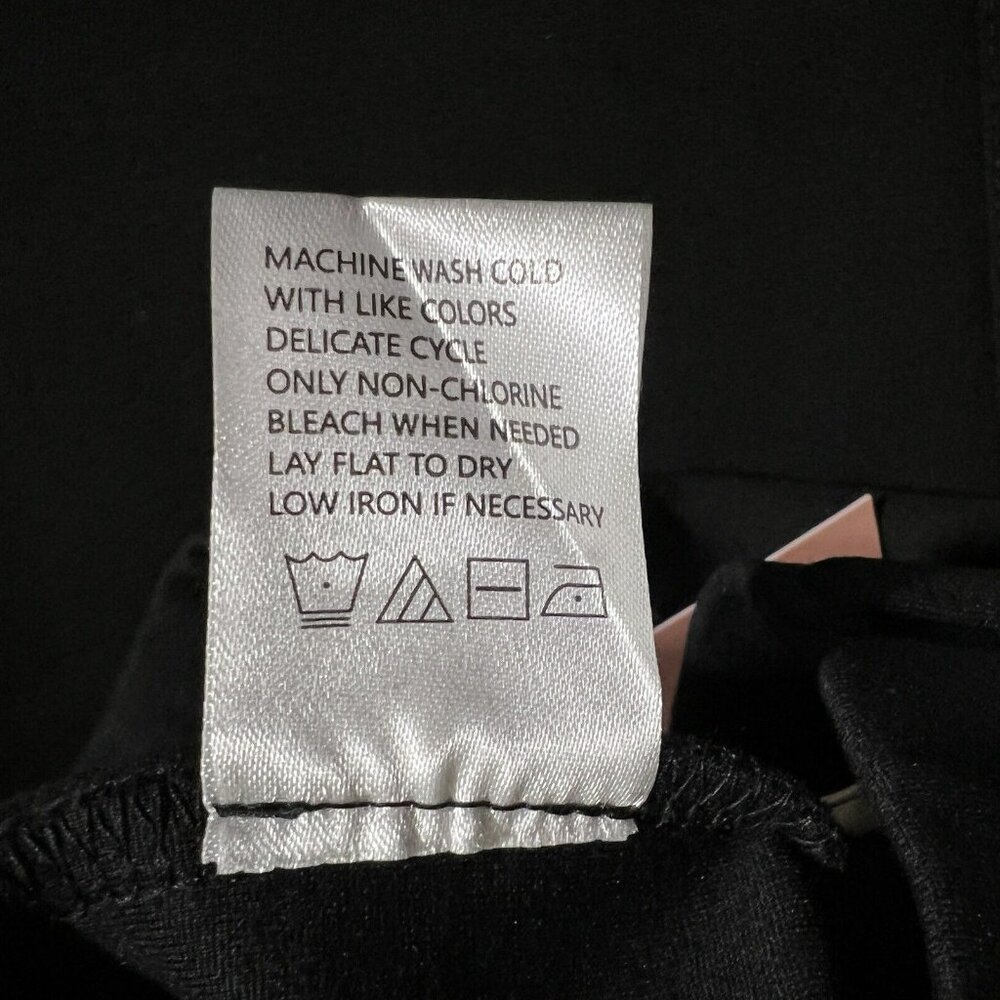 MACHINE WASH COLD
WITH LIKE COLORS
DELICATE CYCLE
ONLY NON-CHLORINE
BLEACH WHEN NEEDED
LAY FLAT TO DRY
LOW IRON IF NECESSARY